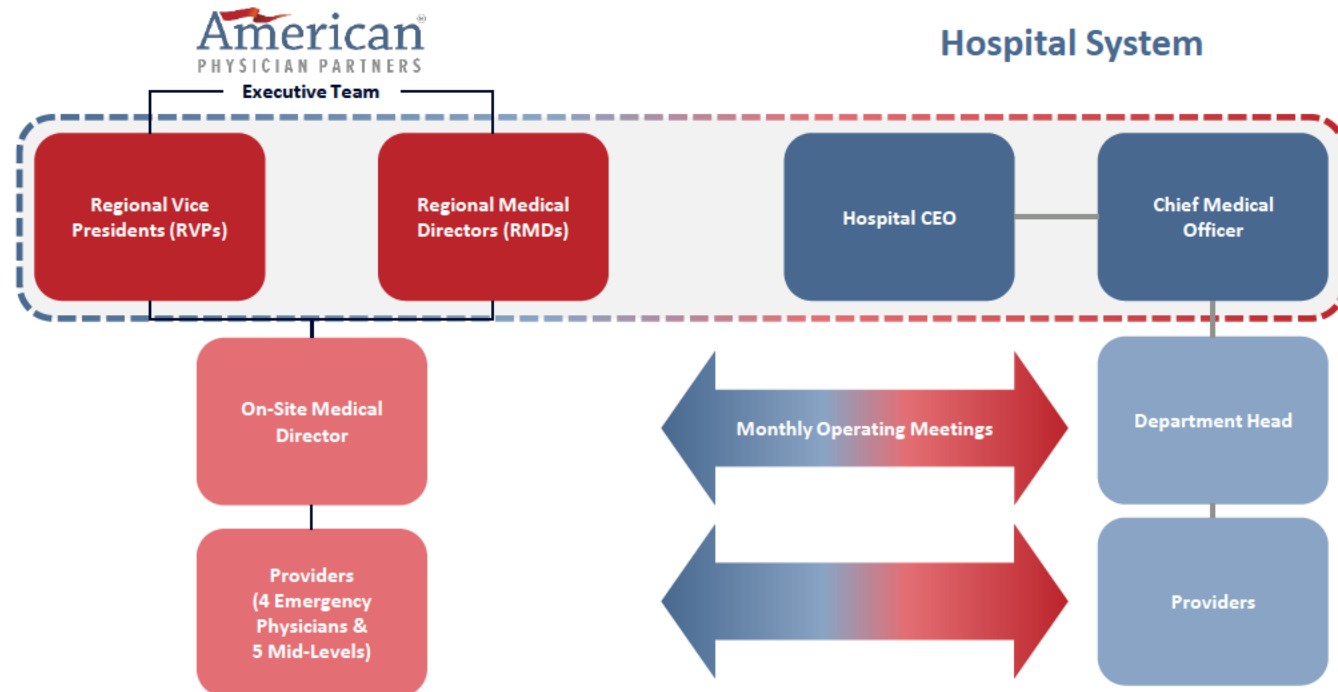 American®
PHYSICIAN PARTNERS
Hospital System
Executive Team
Regional Vice
Presidents (RVPs)
Regional Medical
Directors (RMDs)
Hospital CEO
Chief Medical
Officer
On-Site Medical
Director
Monthly Operating Meetings
Department Head
Providers
(4 Emergency
Physicians &
5 Mid-Levels)
Providers